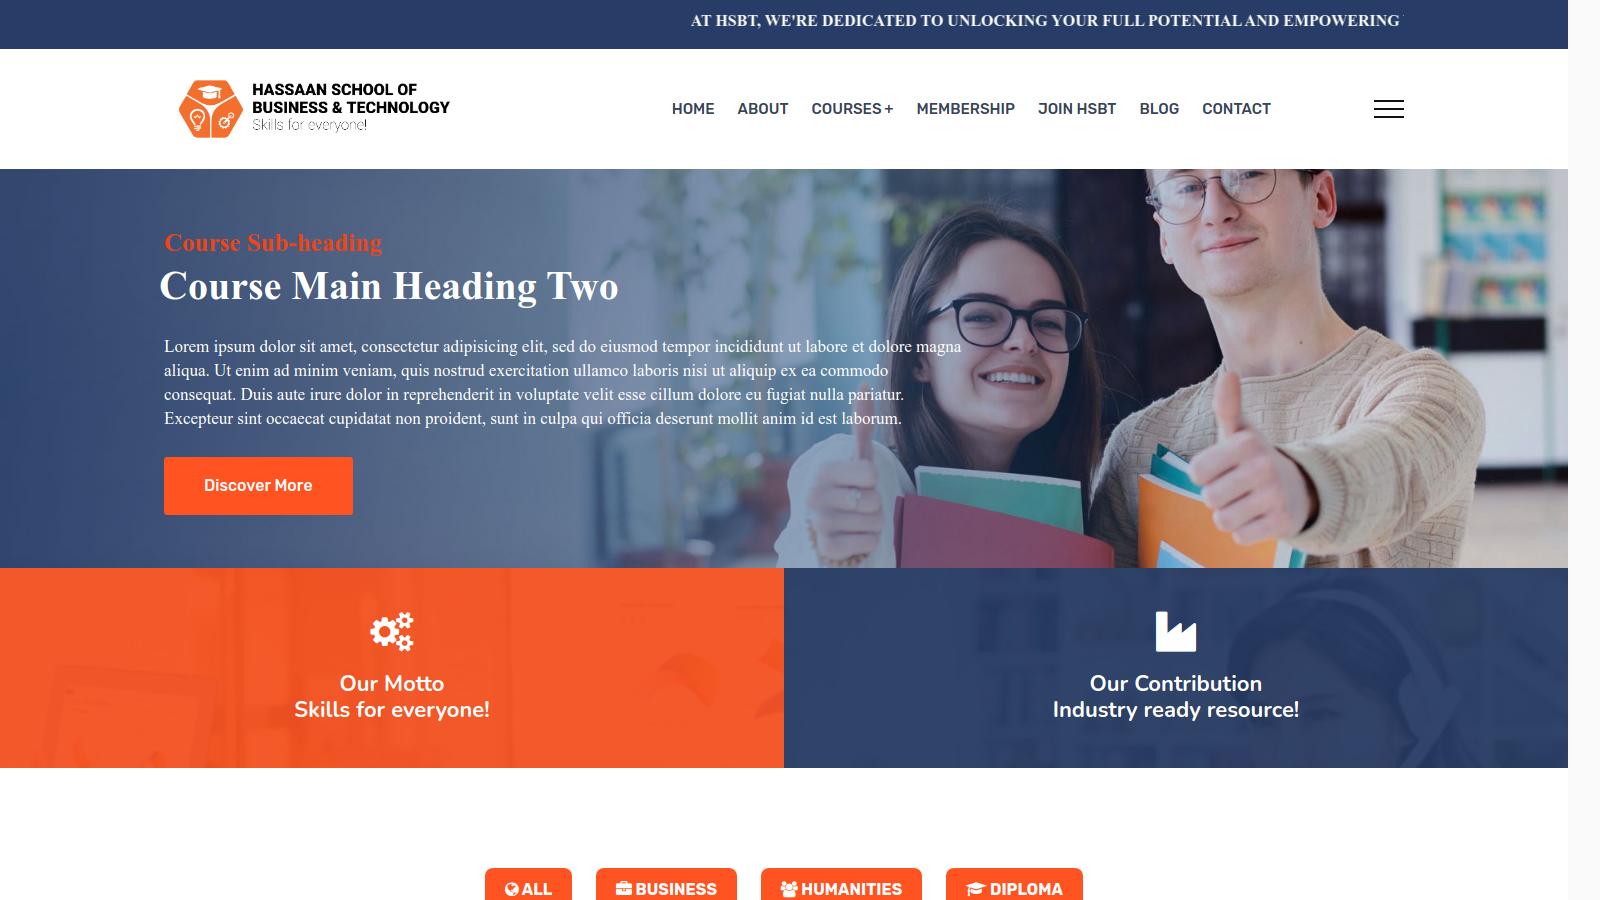 AT HSBT, WE'RE DEDICATED TO UNLOCKING YOUR FULL POTENTIAL AND EMPOWERING
HASSAAN SCHOOL OF
BUSINESS & TECHNOLOGY
Skills for everyone!
HOME ABOUT COURSES + MEMBERSHIP JOIN HSBT BLOG CONTACT
Course Sub-heading
Course Main Heading Two
Lorem ipsum dolor sit amet, consectetur adipisicing elit, sed do eiusmod tempor incididunt ut labore et dolore magna
aliqua. Ut enim ad minim veniam, quis nostrud exercitation ullamco laboris nisi ut aliquip ex ea commodo
consequat. Duis aute irure dolor in reprehenderit in voluptate velit esse cillum dolore eu fugiat nulla pariatur.
Excepteur sint occaecat cupidatat non proident, sunt in culpa qui officia deserunt mollit anim id est laborum.
Discover More
Our Motto
Skills for everyone!
Our Contribution
Industry ready resource!
ALL BUSINESS HUMANITIES DIPLOMA